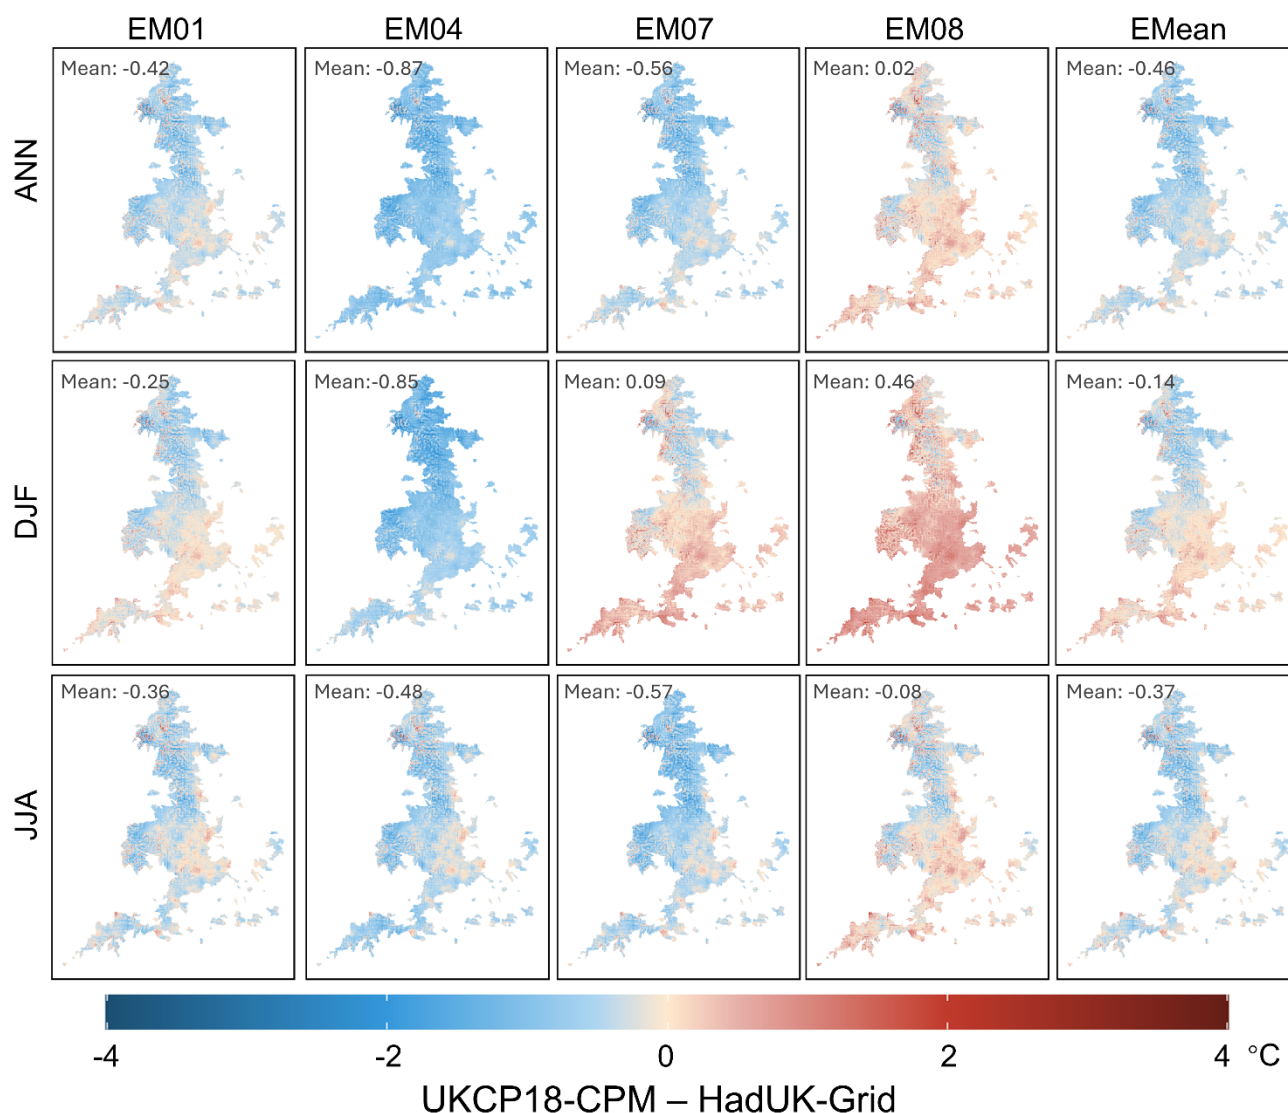 EM01 EM04 EM07 EM08 EMean
ANN
Mean: -0.42 Mean: -0.87 Mean: -0.56 Mean: 0.02 Mean: -0.46
DJF
Mean: -0.25 Mean:-0.85 Mean: 0.09 Mean: 0.46 Mean: -0.14
JJA
Mean: -0.36 Mean: -0.48 Mean: -0.57 Mean: -0.08 Mean: -0.37
-4 -2 0 2 4 °C
UKCP18-CPM – HadUK-Grid